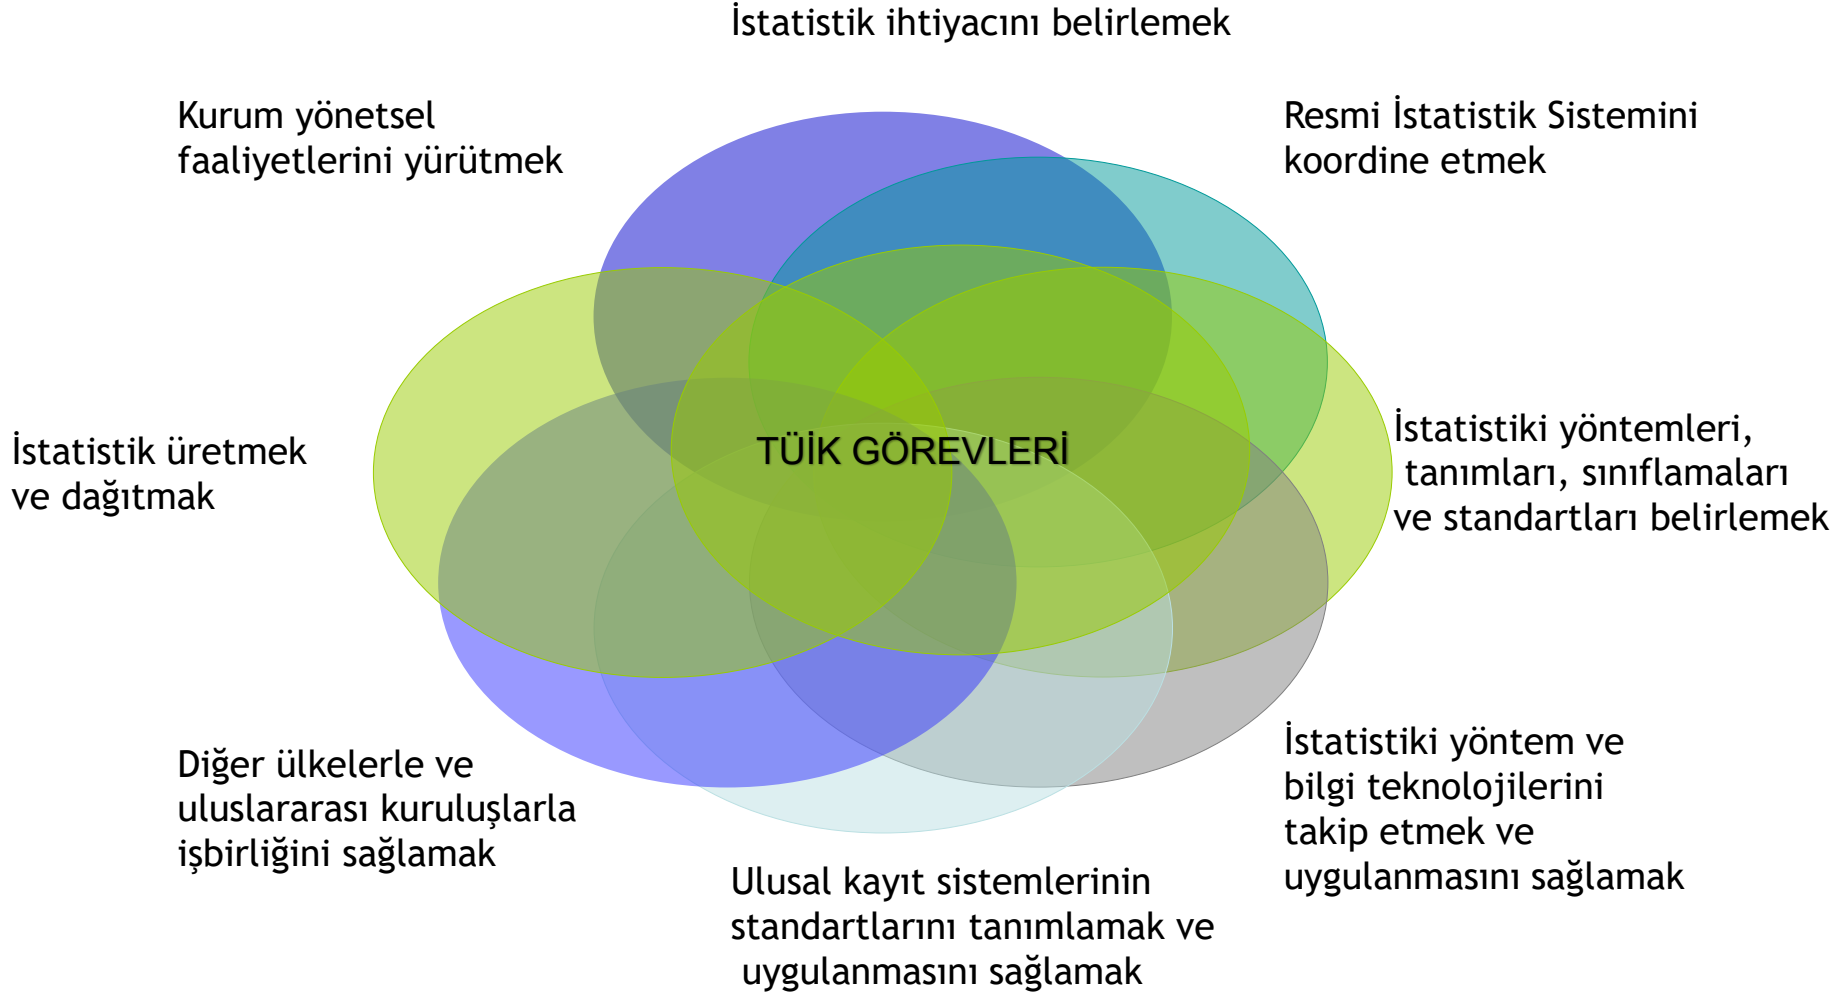 İstatistik ihtiyacını belirlemek
Kurum yönetsel
faaliyetlerini yürütmek
Resmi İstatistik Sistemini
koordine etmek
İstatistik üretmek
ve dağıtmak
TÜİK GÖREVLERİ
İstatistiki yöntemleri,
tanımları, sınıflamaları
ve standartları belirlemek
Diğer ülkelerle ve
uluslararası kuruluşlarla
işbirliğini sağlamak
İstatistiki yöntem ve
bilgi teknolojilerini
takip etmek ve
uygulanmasını sağlamak
Ulusal kayıt sistemlerinin
standartlarını tanımlamak ve
uygulanmasını sağlamak